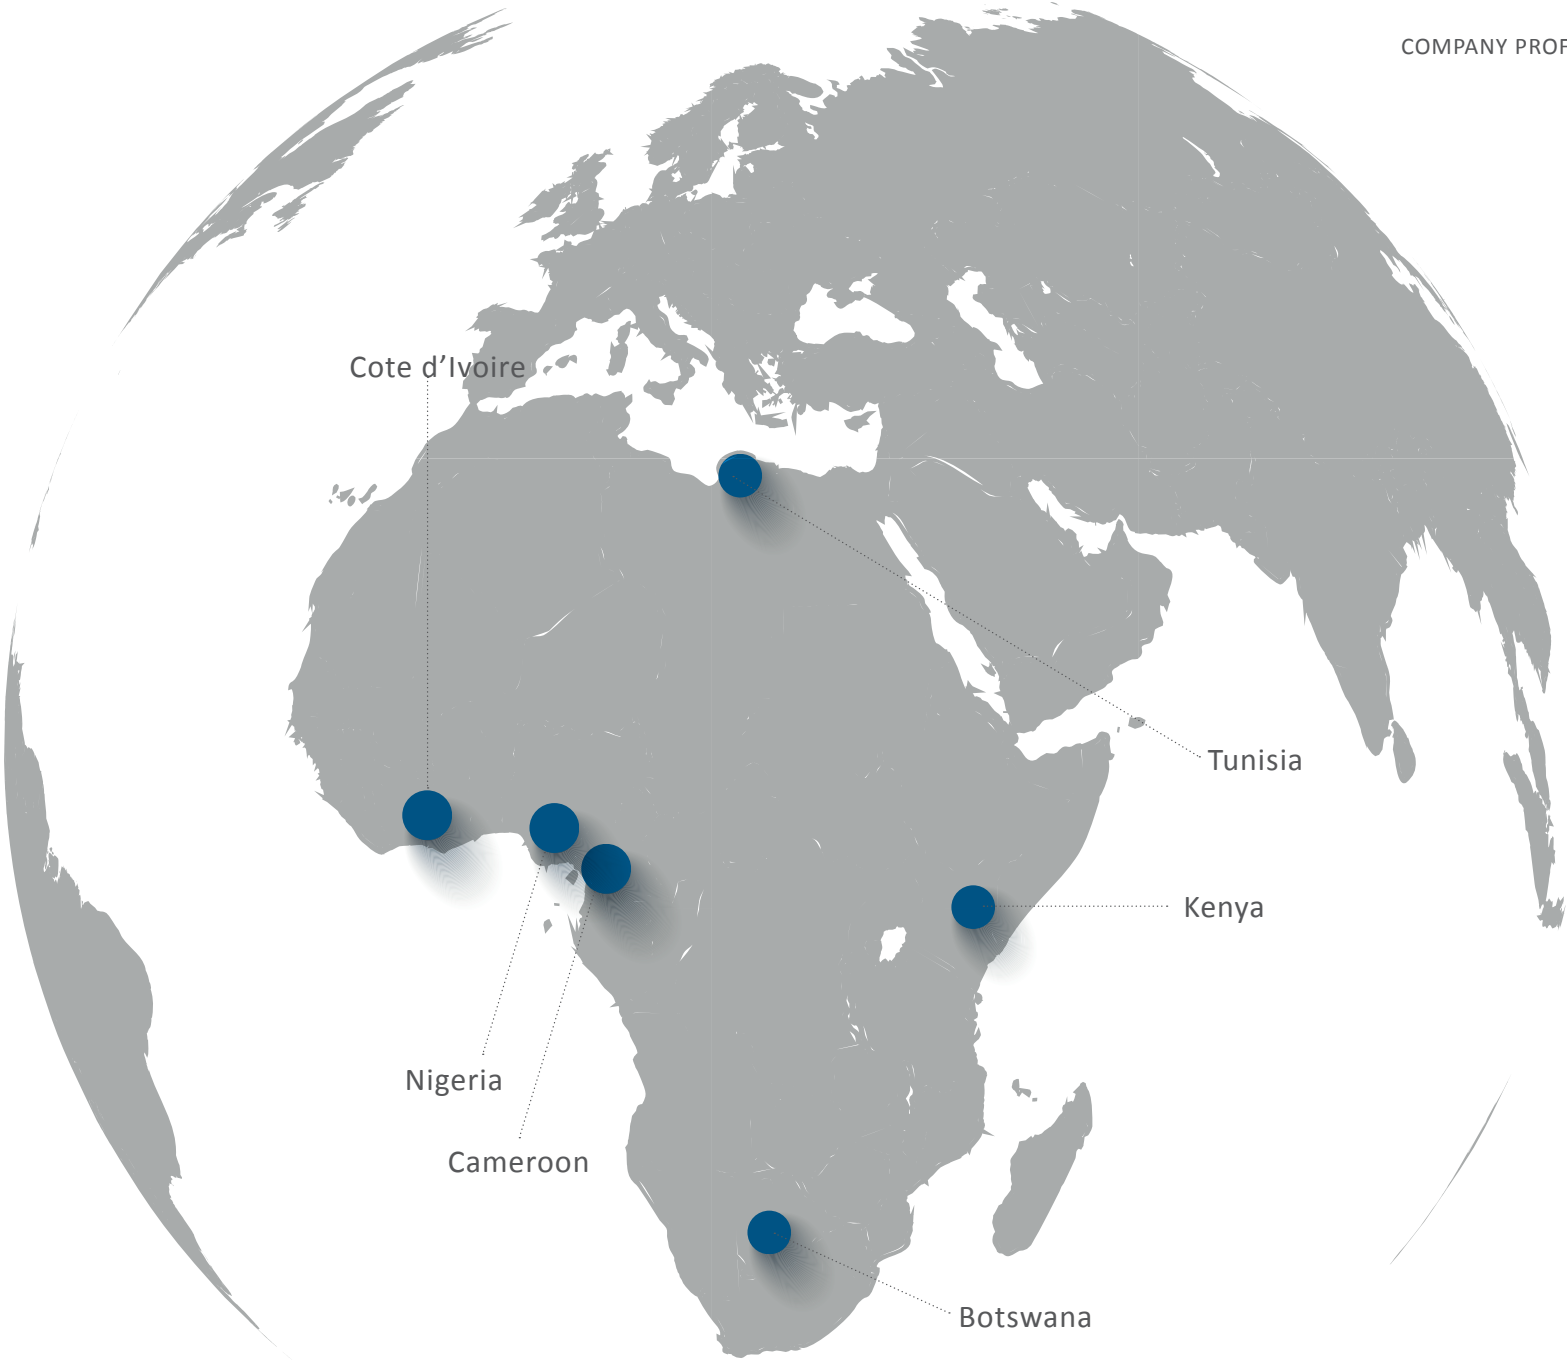 COMPANY PROF
Cote d’Ivoire
Tunisia
Kenya
Nigeria
Cameroon
Botswana